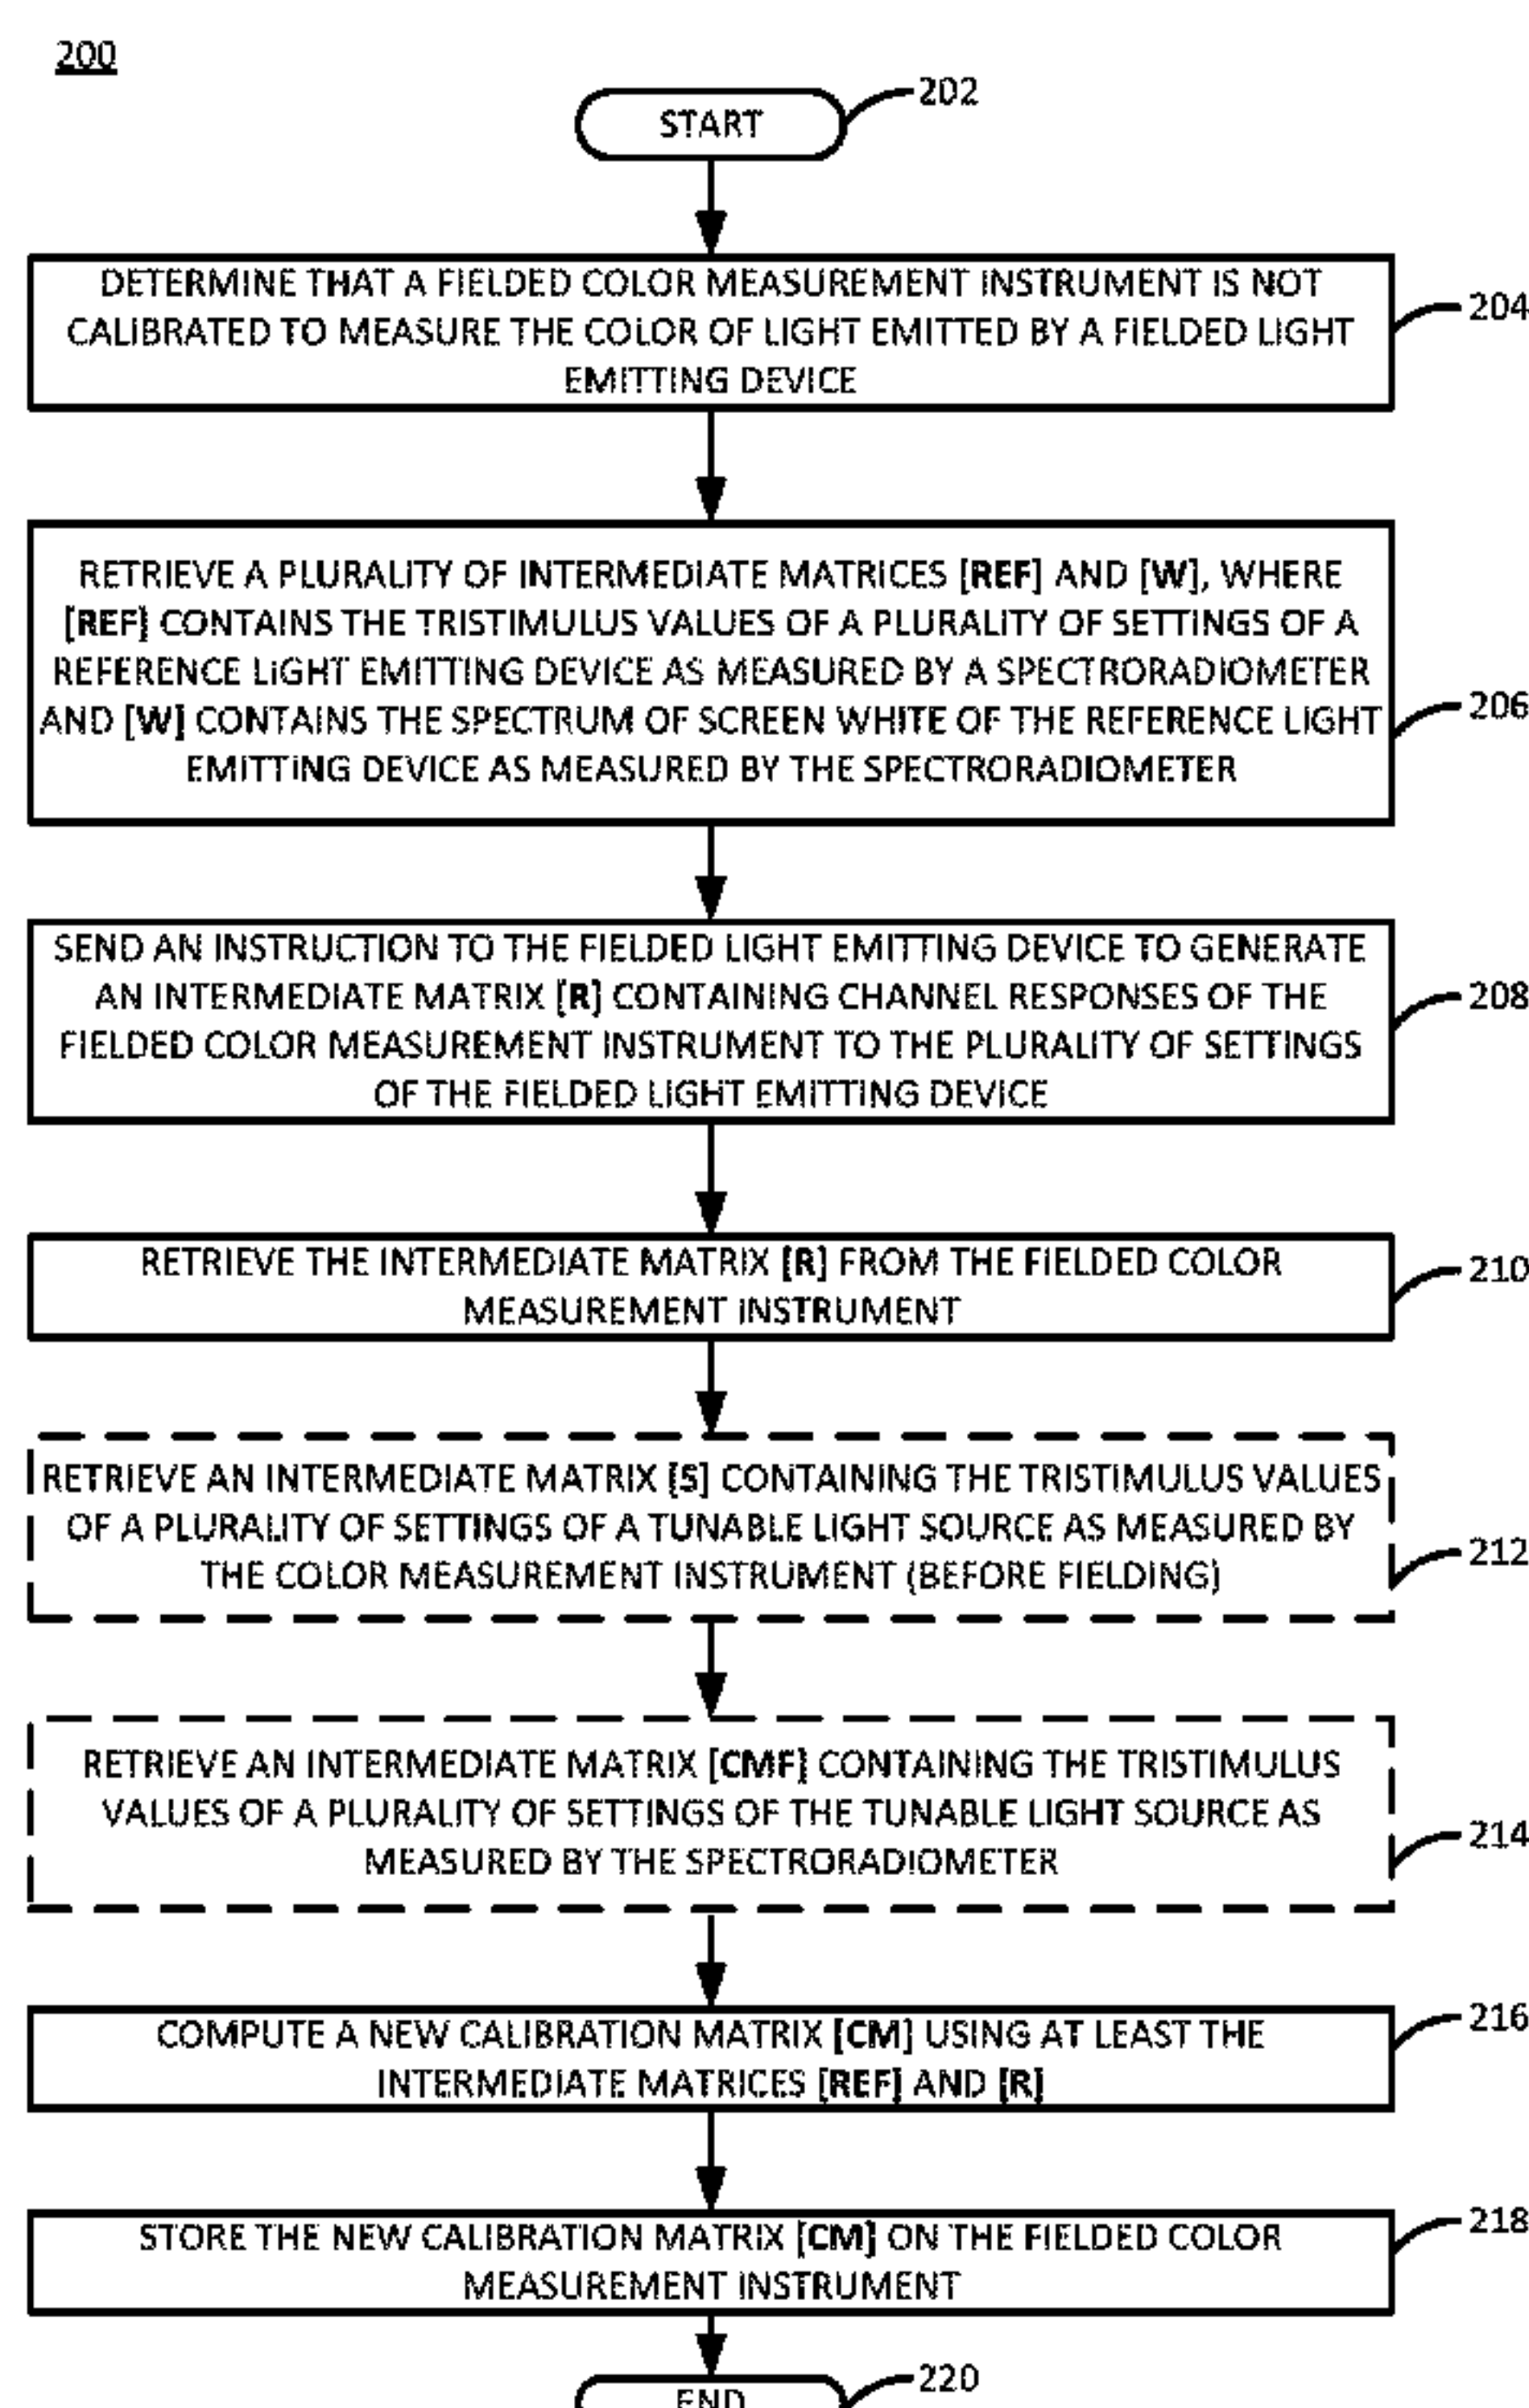 200
START
202
DETERMINE THAT A FIELDED COLOR MEASUREMENT INSTRUMENT IS NOT
CALIBRATED TO MEASURE THE COLOR OF LIGHT EMITTED BY A FIELDED LIGHT
EMITTING DEVICE
204
RETRIEVE A PLURALITY OF INTERMEDIATE MATRICES [REF] AND [W], WHERE
[REF] CONTAINS THE TRISTIMULUS VALUES OF A PLURALITY OF SETTINGS OF A
REFERENCE LIGHT EMITTING DEVICE AS MEASURED BY A SPECTRORADIOMETER
AND [W] CONTAINS THE SPECTRUM OF SCREEN WHITE OF THE REFERENCE LIGHT
EMITTING DEVICE AS MEASURED BY THE SPECTRORADIOMETER
206
SEND AN INSTRUCTION TO THE FIELDED LIGHT EMITTING DEVICE TO GENERATE
AN INTERMEDIATE MATRIX [R] CONTAINING CHANNEL RESPONSES OF THE
FIELDED COLOR MEASUREMENT INSTRUMENT TO THE PLURALITY OF SETTINGS
OF THE FIELDED LIGHT EMITTING DEVICE
208
RETRIEVE THE INTERMEDIATE MATRIX [R] FROM THE FIELDED COLOR
MEASUREMENT INSTRUMENT
210
RETRIEVE AN INTERMEDIATE MATRIX [S] CONTAINING THE TRISTIMULUS VALUES
OF A PLURALITY OF SETTINGS OF A TUNABLE LIGHT SOURCE AS MEASURED BY
THE COLOR MEASUREMENT INSTRUMENT (BEFORE FIELDING)
212
RETRIEVE AN INTERMEDIATE MATRIX [CMF] CONTAINING THE TRISTIMULUS
VALUES OF A PLURALITY OF SETTINGS OF THE TUNABLE LIGHT SOURCE AS
MEASURED BY THE SPECTRORADIOMETER
214
COMPUTE A NEW CALIBRATION MATRIX [CM] USING AT LEAST THE
INTERMEDIATE MATRICES [REF] AND [R]
216
STORE THE NEW CALIBRATION MATRIX [CM] ON THE FIELDED COLOR
MEASUREMENT INSTRUMENT
218
END
220